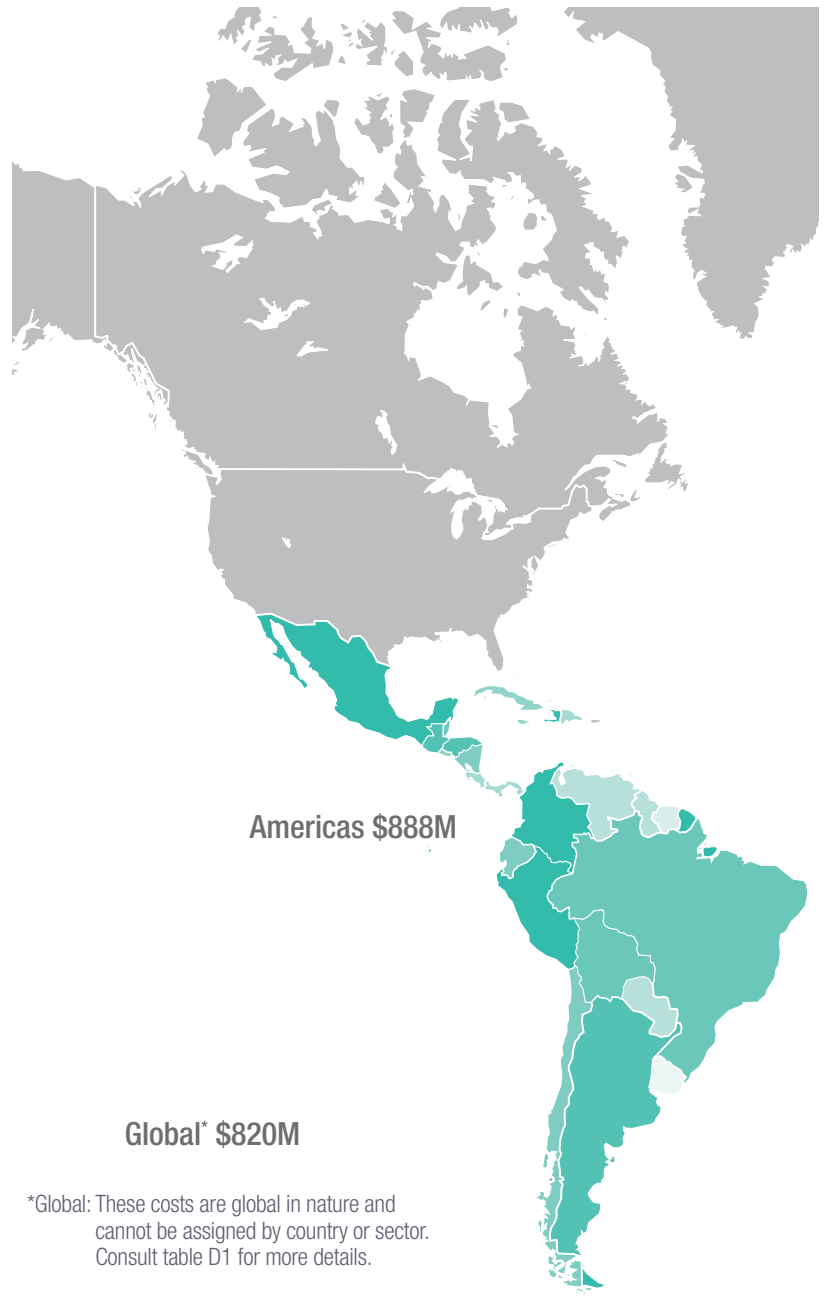 Americas $888M
Global* $820M
*Global: These costs are global in nature and
cannot be assigned by country or sector.
Consult table D1 for more details.